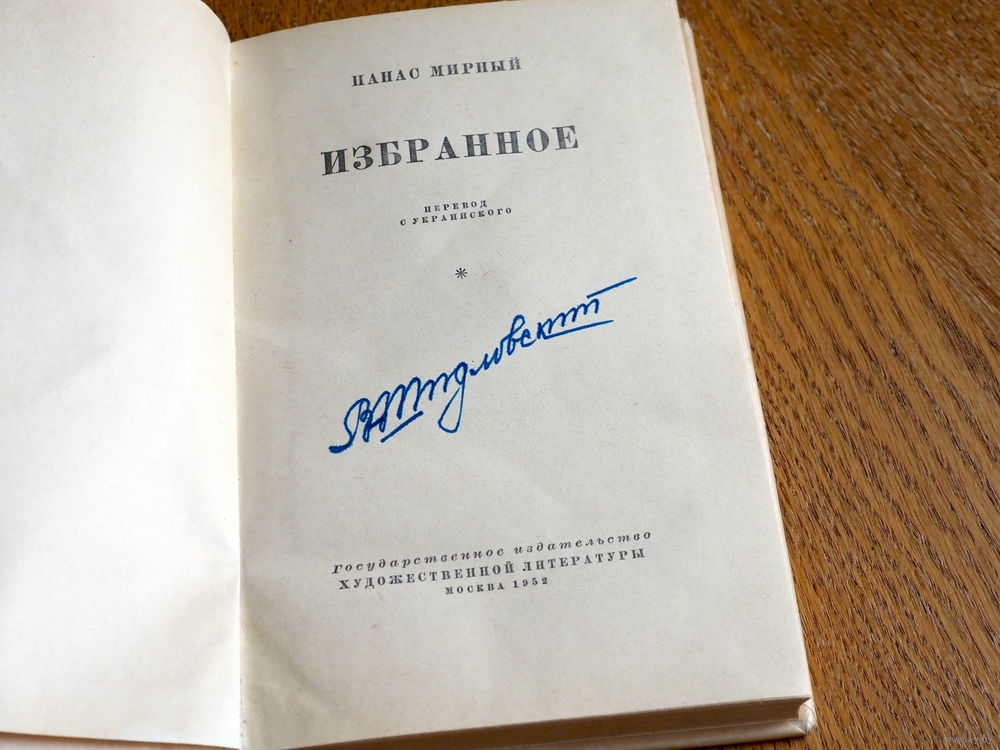 ПАНАС МИРНЫЙ
ИЗБРАННОЕ
ПЕРЕВОД
С УКРАИНСКОГО
*
Государственное издательство
ХУДОЖЕСТВЕННОЙ ЛИТЕРАТУРЫ
МОСКВА 1952